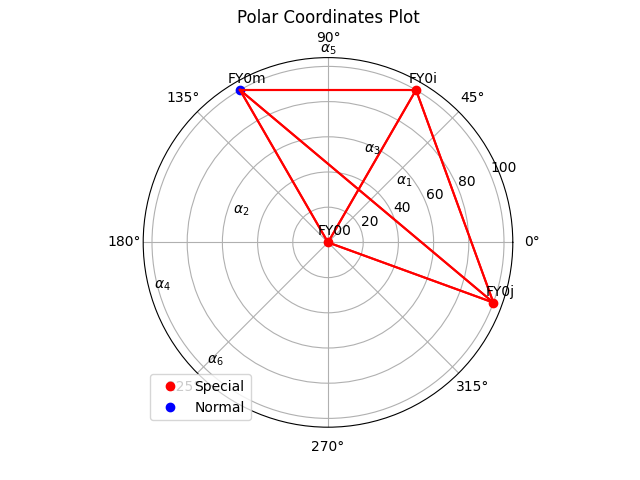 Polar Coordinates Plot
90°
α5
FY0m
FY0i
135°
45°
α3
100
α1
80
60
α2
40
20
FY00
180°
0°
α4
FY0j
α6
Special
315°
Normal
270°